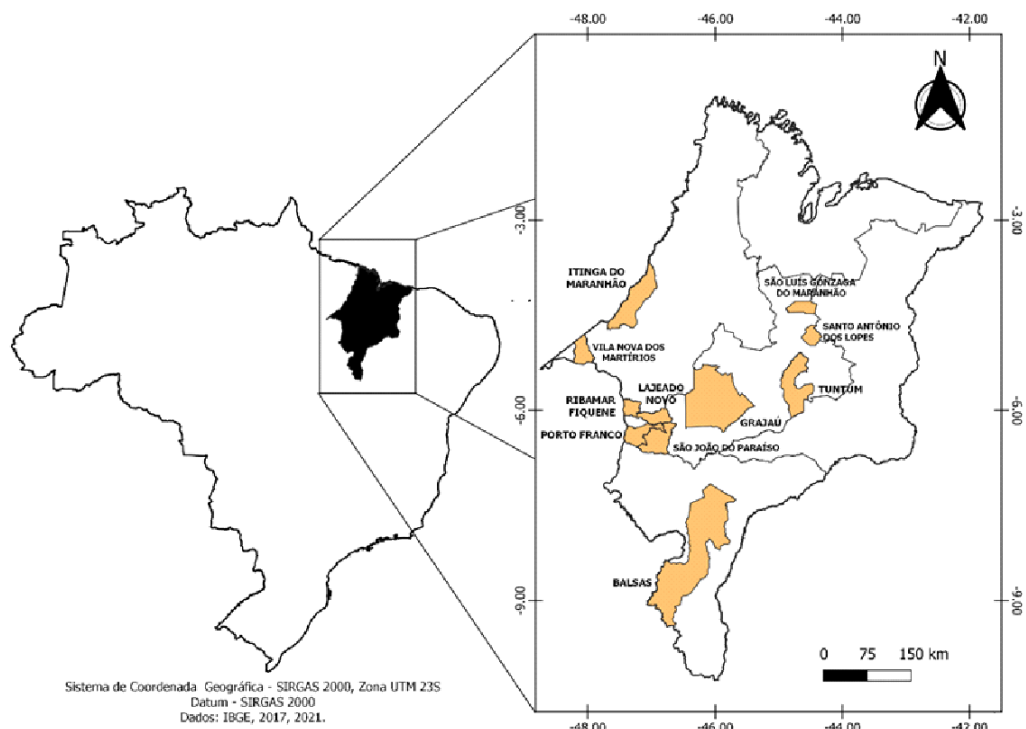 -48.00 -46.00 -44.00 -42.00
N
-3.00 -3.00
ITINGA DO
MARANHÃO
SÃO LUIS GONZAGA
DO MARANHÃO
SANTO ANTÔNIO
DOS LOPES
VILA NOVA DOS
MARTÍRIOS
TUNTUM
LAJEADO
NOVO
RIBAMAR
FIQUENE
GRAJAÚ
PORTO FRANCO
SÃO JOÃO DO PARAÍSO
-6.00 -6.00
BALSAS
-9.00 -9.00
0 75 150 km
Sistema de Coordenada Geográfica - SIRGAS 2000, Zona UTM 23S
Datum - SIRGAS 2000
Dados: IBGE, 2017, 2021.
-48.00 -46.00 -44.00 -42.00